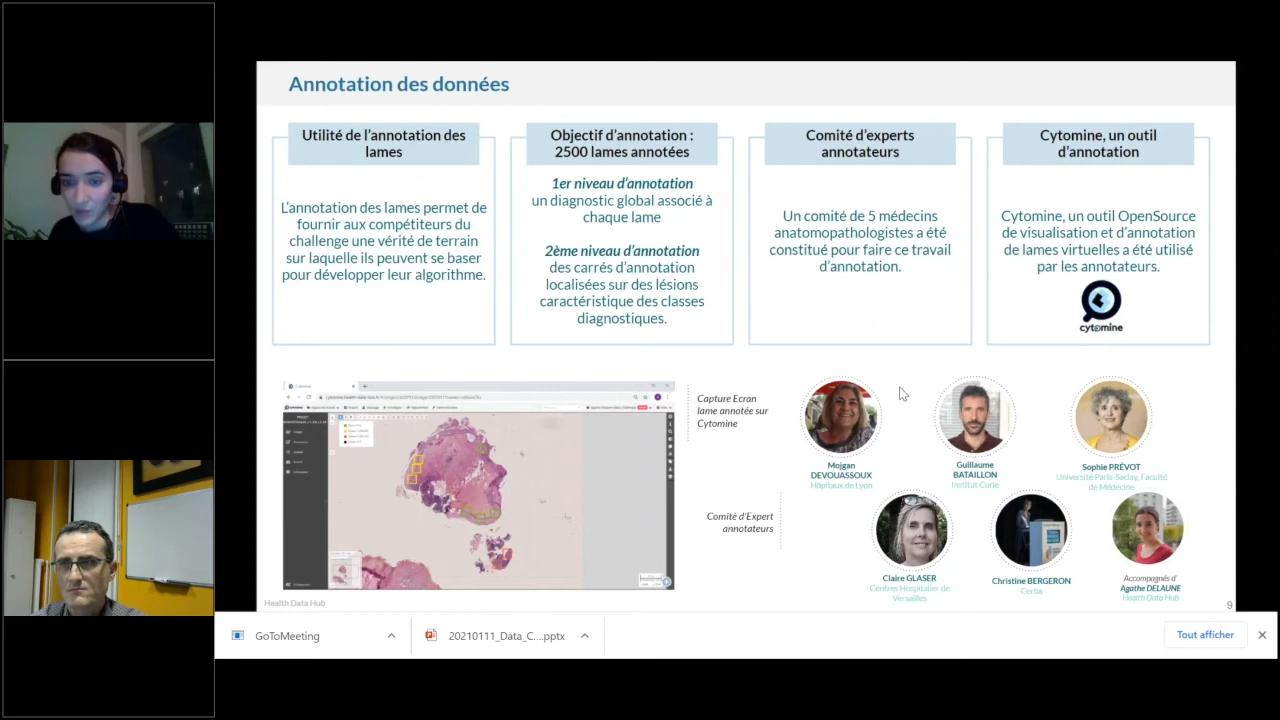 Annotation des données
Utilité de l'annotation des
lames
L'annotation des lames permet de
fournir aux compétiteurs du
challenge une vérité de terrain
sur laquelle ils peuvent se baser
pour développer leur algorithme.
Objectif d'annotation :
2500 lames annotées
1er niveau d'annotation
un diagnostic global associé à
chaque lame
2ème niveau d'annotation
des carrés d'annotation
localisées sur des lésions
caractéristique des classes
diagnostiques.
Comité d'experts
annotateurs
Un comité de 5 médecins
anatomopathologistes a été
constitué pour faire ce travail
d'annotation.
Cytomine, un outil
d'annotation
Cytomine, un outil OpenSource
de visualisation et d'annotation
de lames virtuelles a été utilisé
par les annotateurs.
cytomine
Capture Ecran
lame annotée sur
Cytomine
Mojgan
DEVOUASSOUX
Hôpitaux de Lyon
Guillaume
BATAILLON
Institut Curie
Sophie PRÉVOT
Université Paris-Saclay, Faculté
de Médecine
Comité d'Expert
annotateurs
Claire GLASER
Centres Hospitalier de
Versailles
Christine BERGERON
Cerba
Accompagnés d'
Agathe DELAUNE
Health Data Hub
Health Data Hub
9
GoToMeeting
20210111_Data_C....pptx
Tout afficher